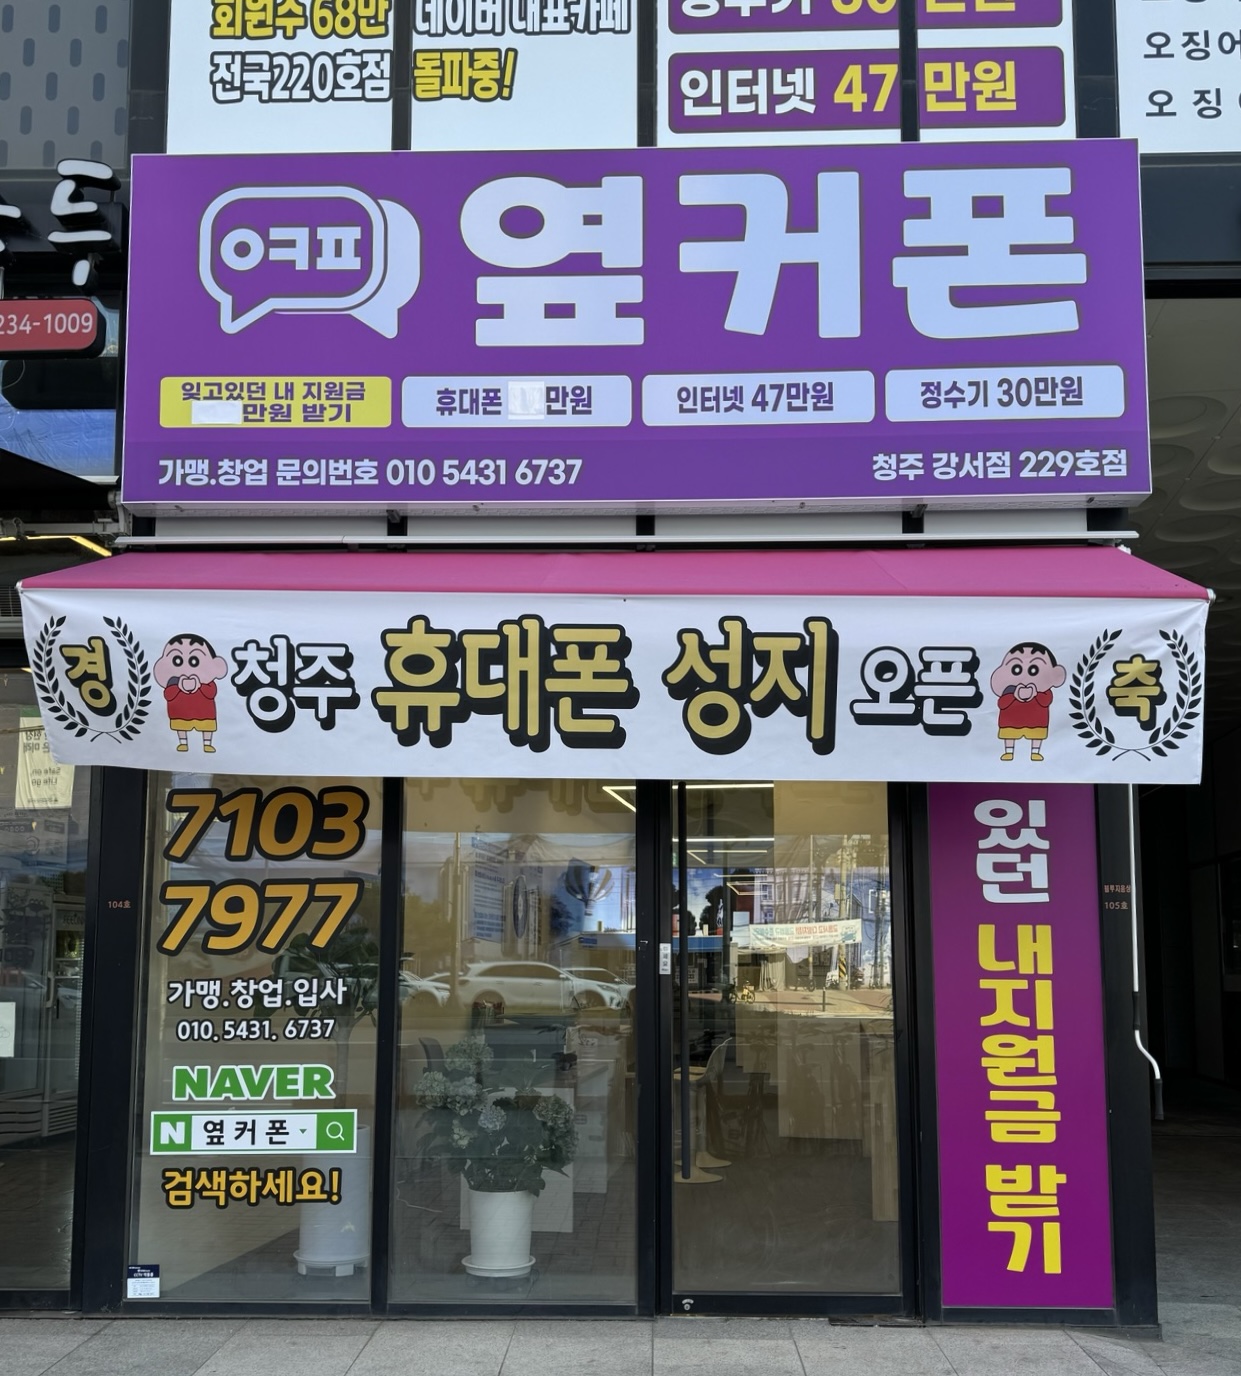 회원수 68만
전국220호점
네이버 대표카페
돌파중!
인터넷 47 만원
오징어
오징
234-1009
ㅇㅋㅍ
옆커폰
잊고있던 내 지원금
만원 받기
휴대폰 만원
인터넷 47만원
정수기 30만원
가맹.창업 문의번호 010 5431 6737
청주 강서점 229호점
경 청주 휴대폰 성지 오픈 축
7103
7977
가맹.창업.입사
010. 5431. 6737
NAVER
N 옆커폰
검색하세요!
104호
있던 내지원금 받기
105호